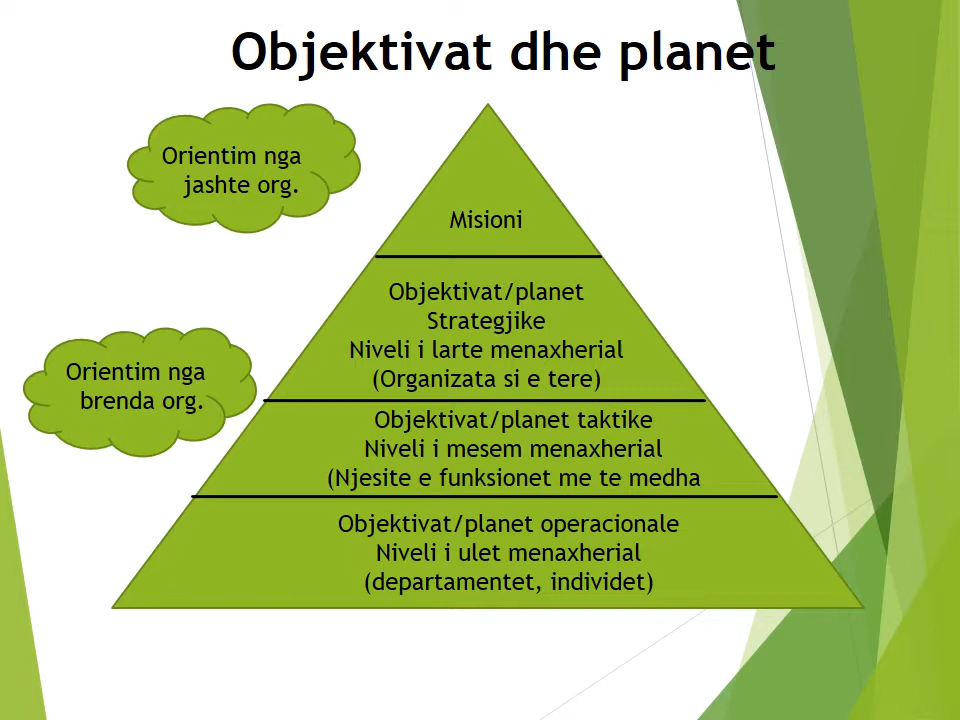 Objektivat dhe planet
Orientim nga
jashte org.
Misioni
Objektivat/planet
Strategjike
Niveli i larte menaxherial
(Organizata si e tere)
Orientim nga
brenda org.
Objektivat/planet taktike
Niveli i mesem menaxherial
(Njesite e funksionet me te medha
Objektivat/planet operacionale
Niveli i ulet menaxherial
(departamentet, individet)